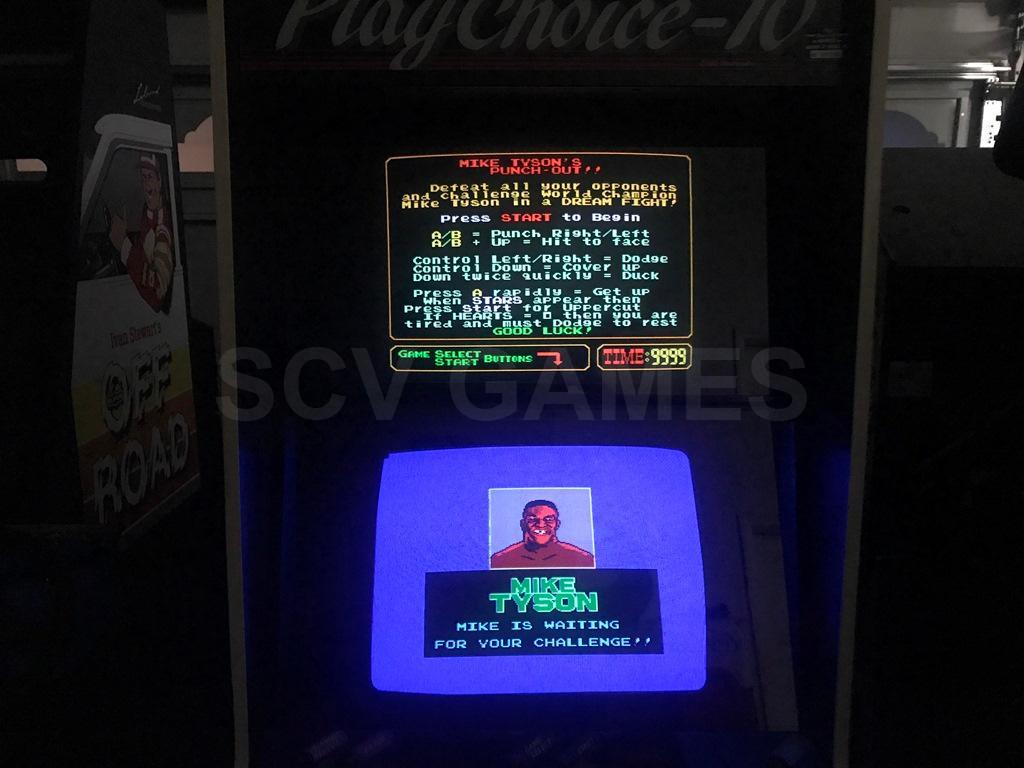 PlayChoice-10
MIKE TYSON'S
PUNCH-OUT!!
Defeat all your opponents
and challenge World Champion
Mike Tyson in a DREAM FIGHT!
Press START to Begin
A/B = Punch Right/Left
A/B + Up = Hit to face
Control Left/Right = Dodge
Control Down = Cover up
Down twice quickly = Duck
Press A rapidly = Get up
When STARS appear then
Press Start for Uppercut
If HEARTS = 0 then you are
tired and must Dodge to rest
GOOD LUCK!
GAME SELECT
START BUTTONS
TIME:9999
Ivan Stewart's
OFF
ROAD
SCV GAMES
MIKE
TYSON
MIKE IS WAITING
FOR YOUR CHALLENGE!!